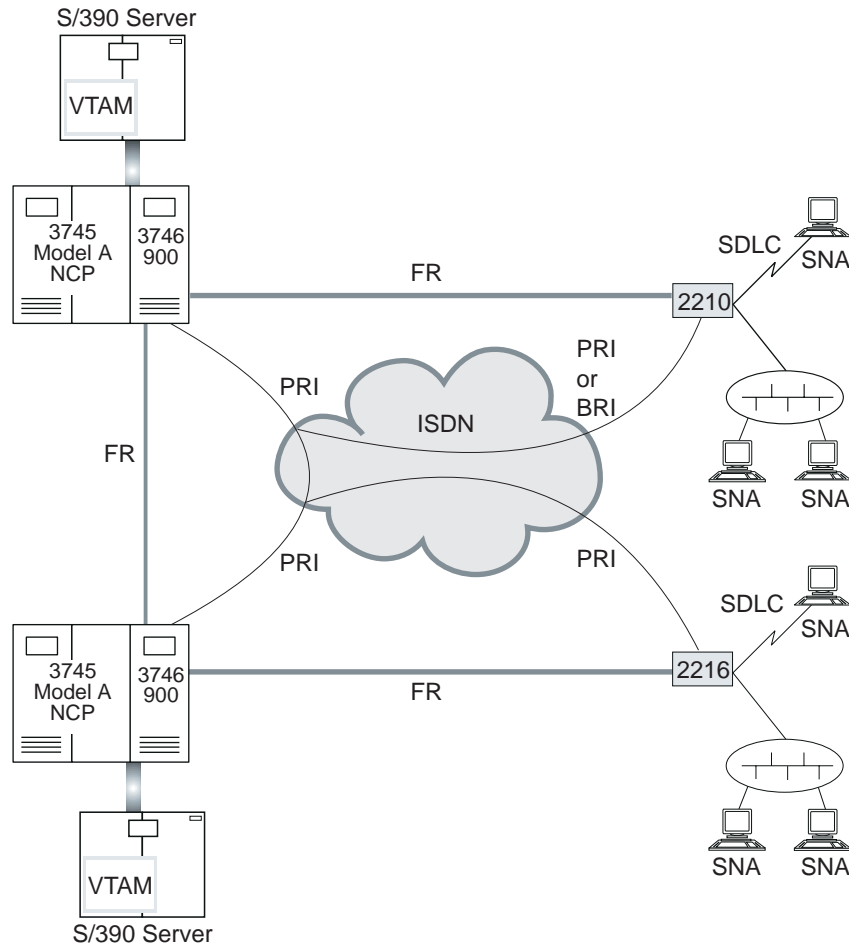 S/390 Server
VTAM
3745
Model A
NCP
3746
900
FR
2210
SDLC
SNA
PRI
PRI
or
BRI
ISDN
SNA
SNA
FR
PRI
PRI
SDLC
SNA
3745
Model A
NCP
3746
900
FR
2216
SNA
SNA
VTAM
S/390 Server